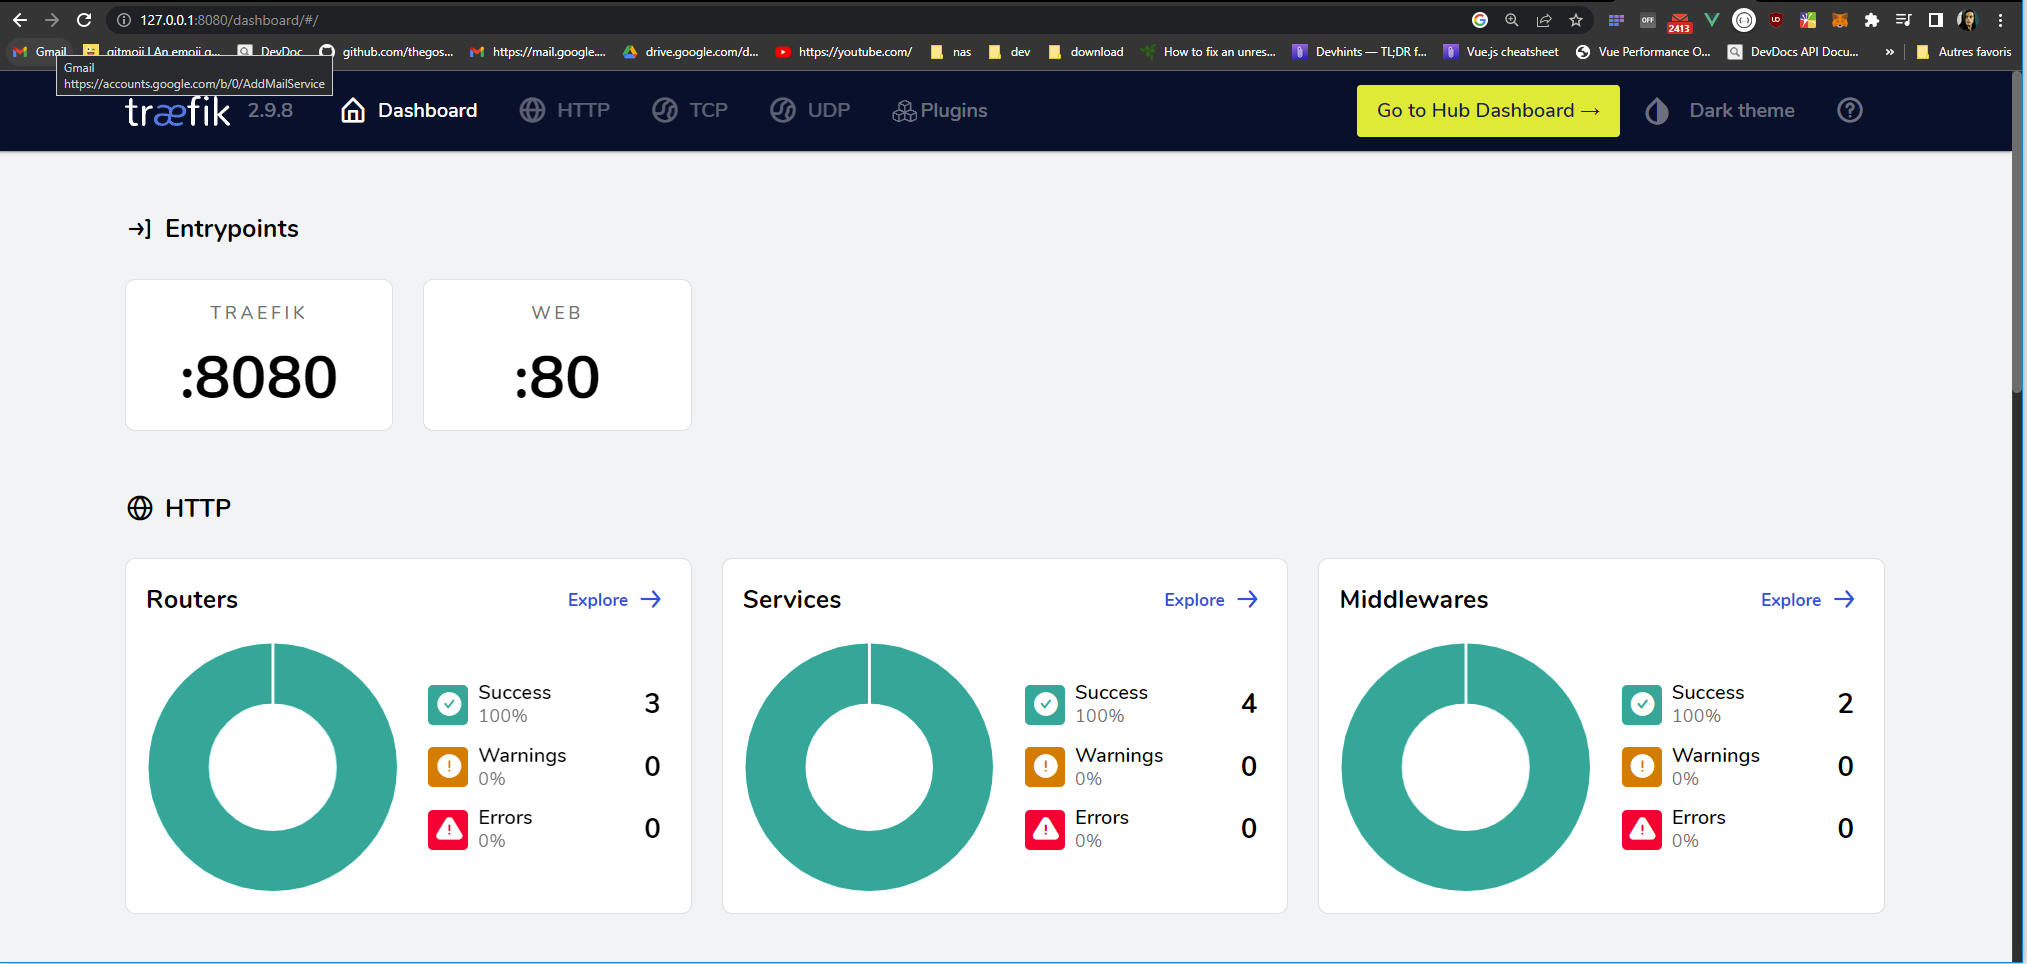 127.0.0.1:8080/dashboard/#/
OFF
2413
Gmail
gitmoji | An emoji g...
DevDoc
github.com/thegos...
https://mail.google....
drive.google.com/d...
https://youtube.com/
nas
dev
download
How to fix an unres...
Devhints — TL;DR f...
Vue.js cheatsheet
Vue Performance O...
DevDocs API Docu...
»
Autres favoris
Gmail
https://accounts.google.com/b/0/AddMailService
træfik 2.9.8
Dashboard
HTTP
TCP
UDP
Plugins
Go to Hub Dashboard →
Dark theme
Entrypoints
TRAEFIK
:8080
WEB
:80
HTTP
Routers
Explore
Success
100%
3
Warnings
0%
0
Errors
0%
0
Services
Explore
Success
100%
4
Warnings
0%
0
Errors
0%
0
Middlewares
Explore
Success
100%
2
Warnings
0%
0
Errors
0%
0